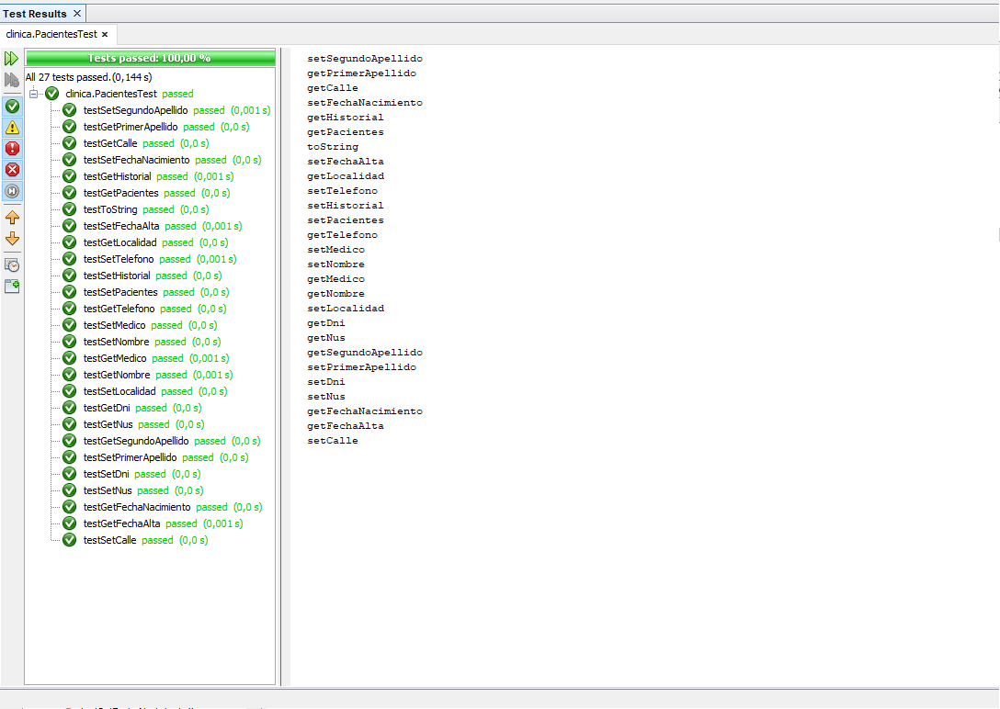 Test Results
clinica.PacientesTest
Tests passed: 100,00 %
All 27 tests passed.(0,144 s)
clinica.PacientesTest passed
testSetSegundoApellido passed (0,001 s)
testGetPrimerApellido passed (0,0 s)
testGetCalle passed (0,0 s)
testSetFechaNacimiento passed (0,0 s)
testGetHistorial passed (0,001 s)
testGetPacientes passed (0,0 s)
testToString passed (0,0 s)
testSetFechaAlta passed (0,001 s)
testGetLocalidad passed (0,0 s)
testSetTelefono passed (0,001 s)
testSetHistorial passed (0,0 s)
testSetPacientes passed (0,0 s)
testGetTelefono passed (0,0 s)
testSetMedico passed (0,0 s)
testSetNombre passed (0,0 s)
testGetMedico passed (0,001 s)
testGetNombre passed (0,001 s)
testSetLocalidad passed (0,0 s)
testGetDni passed (0,0 s)
testGetNus passed (0,0 s)
testGetSegundoApellido passed (0,0 s)
testSetPrimerApellido passed (0,0 s)
testSetDni passed (0,0 s)
testSetNus passed (0,0 s)
testGetFechaNacimiento passed (0,0 s)
testGetFechaAlta passed (0,001 s)
testSetCalle passed (0,0 s)
setSegundoApellido
getPrimerApellido
getCalle
setFechaNacimiento
getHistorial
getPacientes
toString
setFechaAlta
getLocalidad
setTelefono
setHistorial
setPacientes
getTelefono
setMedico
setNombre
getMedico
getNombre
setLocalidad
getDni
getNus
getSegundoApellido
setPrimerApellido
setDni
setNus
getFechaNacimiento
getFechaAlta
setCalle